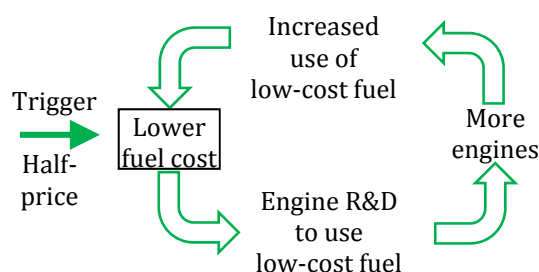 Increased
use of
low-cost fuel
Trigger
Half-
price
Lower
fuel cost
More
engines
Engine R&D
to use
low-cost fuel